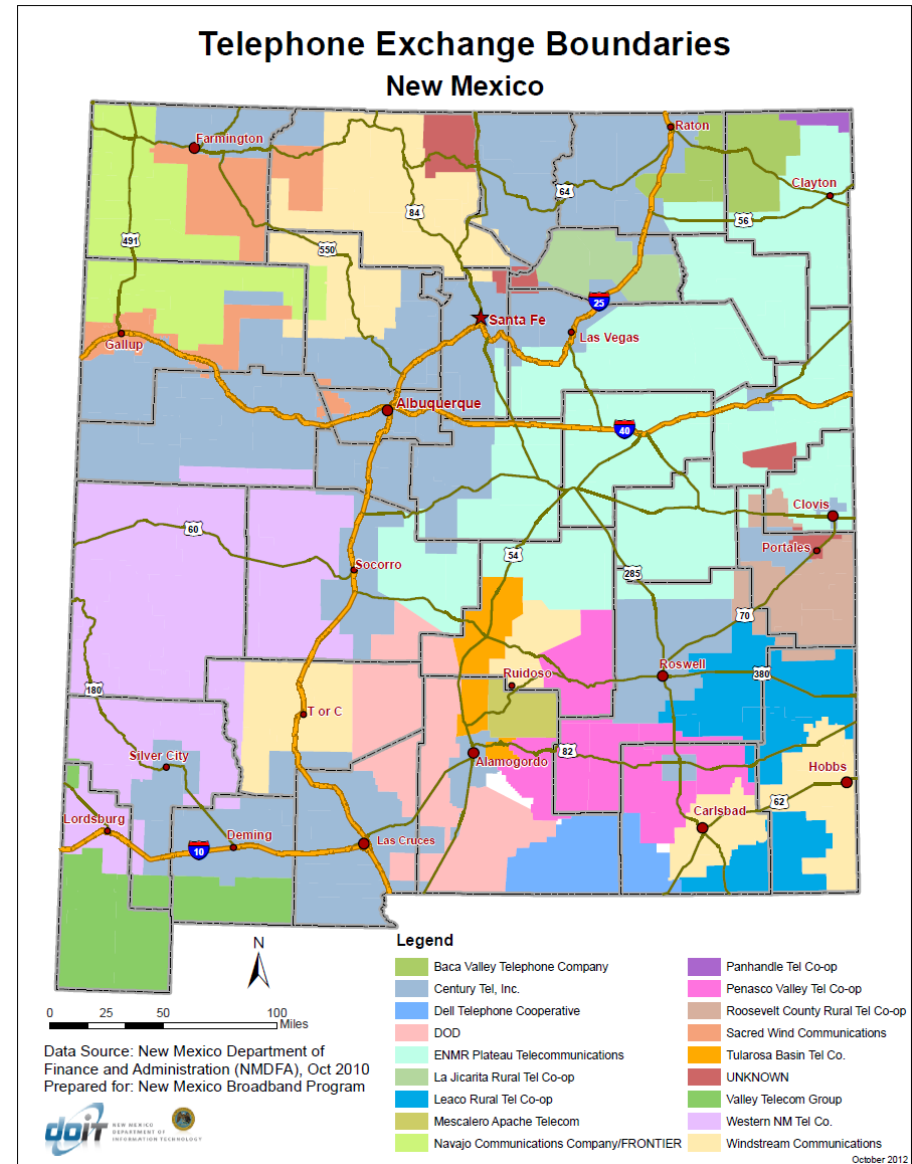 Telephone Exchange Boundaries
New Mexico
Raton
Farmington
Clayton
64
84
56
491
550
25
Santa Fe
Las Vegas
Gallup
Albuquerque
40
Clovis
60
Portales
54
Socorro
285
70
Roswell
Ruidoso
380
180
T or C
Silver City
82
Alamogordo
Hobbs
62
Lordsburg
Carlsbad
Deming
Las Cruces
10
N
Legend
Baca Valley Telephone Company
Century Tel, Inc.
Dell Telephone Cooperative
DOD
ENMR Plateau Telecommunications
La Jicarita Rural Tel Co-op
Leaco Rural Tel Co-op
Mescalero Apache Telecom
Navajo Communications Company/FRONTIER
Panhandle Tel Co-op
Penasco Valley Tel Co-op
Roosevelt County Rural Tel Co-op
Sacred Wind Communications
Tularosa Basin Tel Co.
UNKNOWN
Valley Telecom Group
Western NM Tel Co.
Windstream Communications
0 25 50 100
Miles
Data Source: New Mexico Department of
Finance and Administration (NMDFA), Oct 2010
Prepared for: New Mexico Broadband Program
doit
NEW MEXICO
DEPARTMENT OF
INFORMATION TECHNOLOGY
October 2012